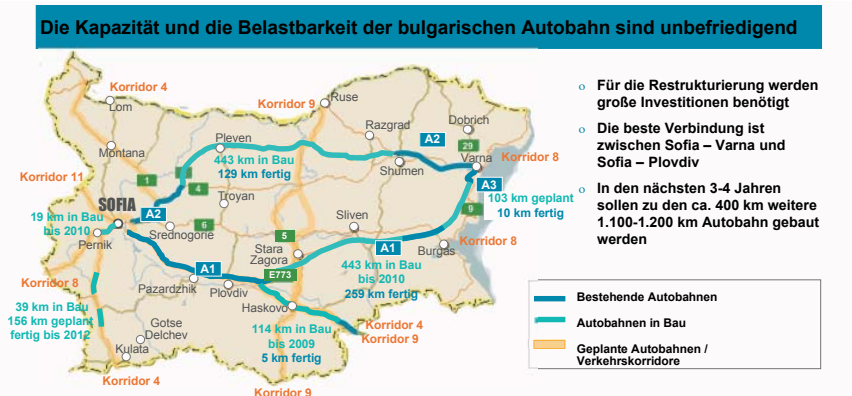 Die Kapazität und die Belastbarkeit der bulgarischen Autobahn sind unbefriedigend
Korridor 4
Lom
Korridor 9
Ruse
Dobrich
Razgrad
A2
Pleven
29
Montana
443 km in Bau
129 km fertig
Shumen
Varna
Korridor 8
Korridor 11
1
4
A3
SOFIA
Troyan
103 km geplant
10 km fertig
19 km in Bau
bis 2010
A2
6
9
Pernik
Srednogorie
5
Sliven
A1
Korridor 8
Stara
Zagora
Burgas
Korridor 8
A1
E773
443 km in Bau
bis 2010
259 km fertig
Pazardzhik
Plovdiv
39 km in Bau
156 km geplant
fertig bis 2012
Haskovo
Gotse
Delchev
114 km in Bau
bis 2009
5 km fertig
Korridor 4
Korridor 9
Kulata
Korridor 4
Korridor 9
o Für die Restrukturierung werden
große Investitionen benötigt
o Die beste Verbindung ist
zwischen Sofia – Varna und
Sofia – Plovdiv
o In den nächsten 3-4 Jahren
sollen zu den ca. 400 km weitere
1.100-1.200 km Autobahn gebaut
werden
Bestehende Autobahnen
Autobahnen in Bau
Geplante Autobahnen /
Verkehrskorridore